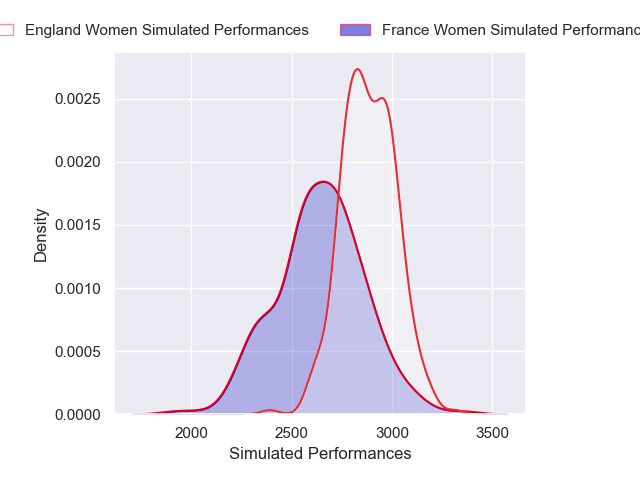 England Women Simulated Performances
France Women Simulated Performanc
0.0025
0.0020
0.0015
0.0010
0.0005
0.0000
Density
2000 2500 3000 3500
Simulated Performances